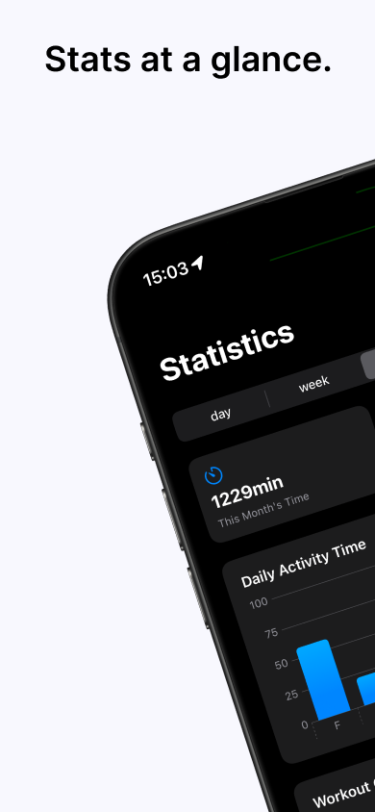 Stats at a glance.
15:03
Statistics
day week
1229min
This Month's Time
Daily Activity Time
100
75
50
25
0
F
Workout